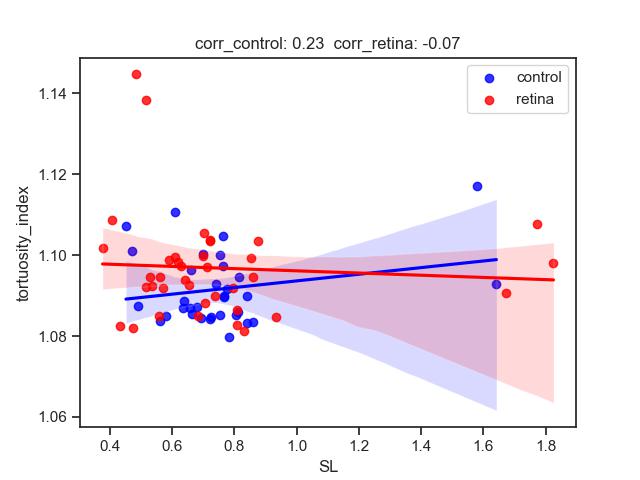 corr_control: 0.23  corr_retina: -0.07
control
retina
1.14
1.12
1.10
1.08
1.06
tortuosity_index
0.4 0.6 0.8 1.0 1.2 1.4 1.6 1.8
SL